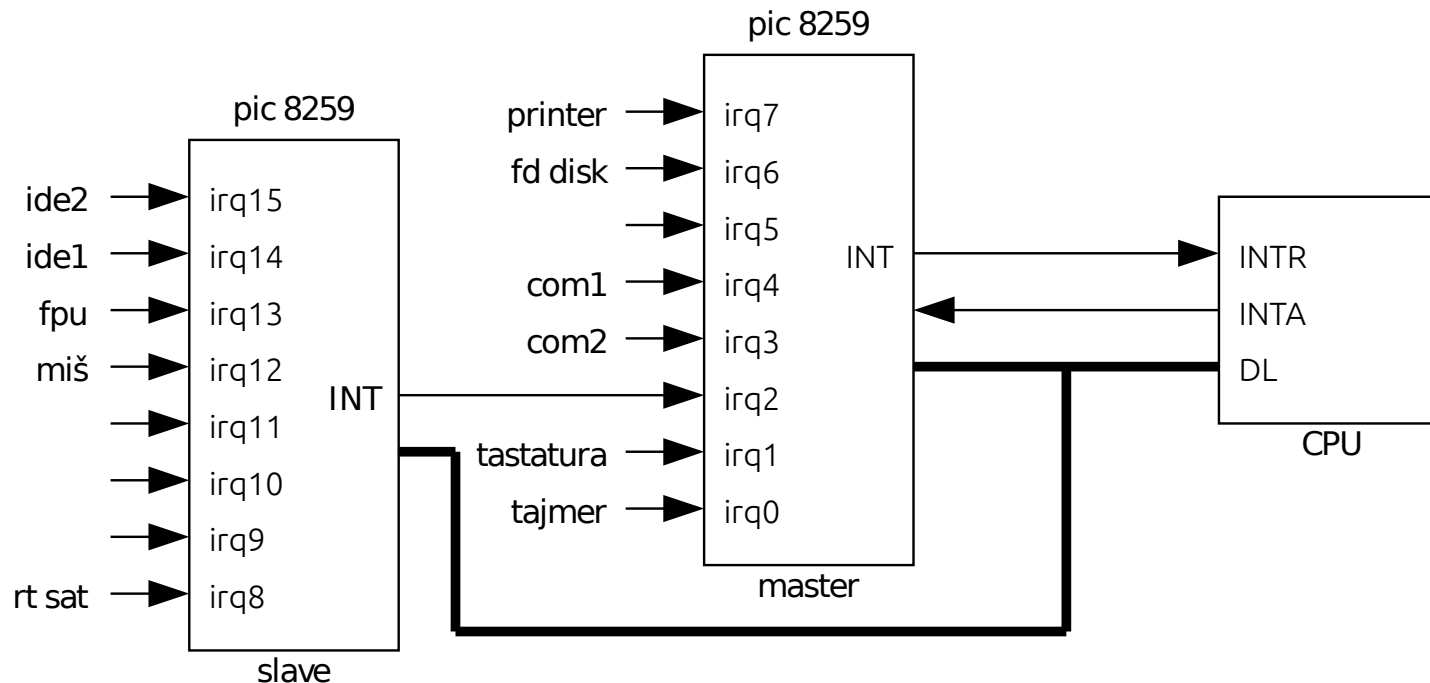 pic 8259
ide2
irq15
ide1
irq14
fpu
irq13
miš
irq12
irq11
irq10
irq9
rt sat
irq8
INT
slave
pic 8259
printer
irq7
fd disk
irq6
irq5
com1
irq4
com2
irq3
irq2
tastatura
irq1
tajmer
irq0
INT
master
INTR
INTA
DL
CPU